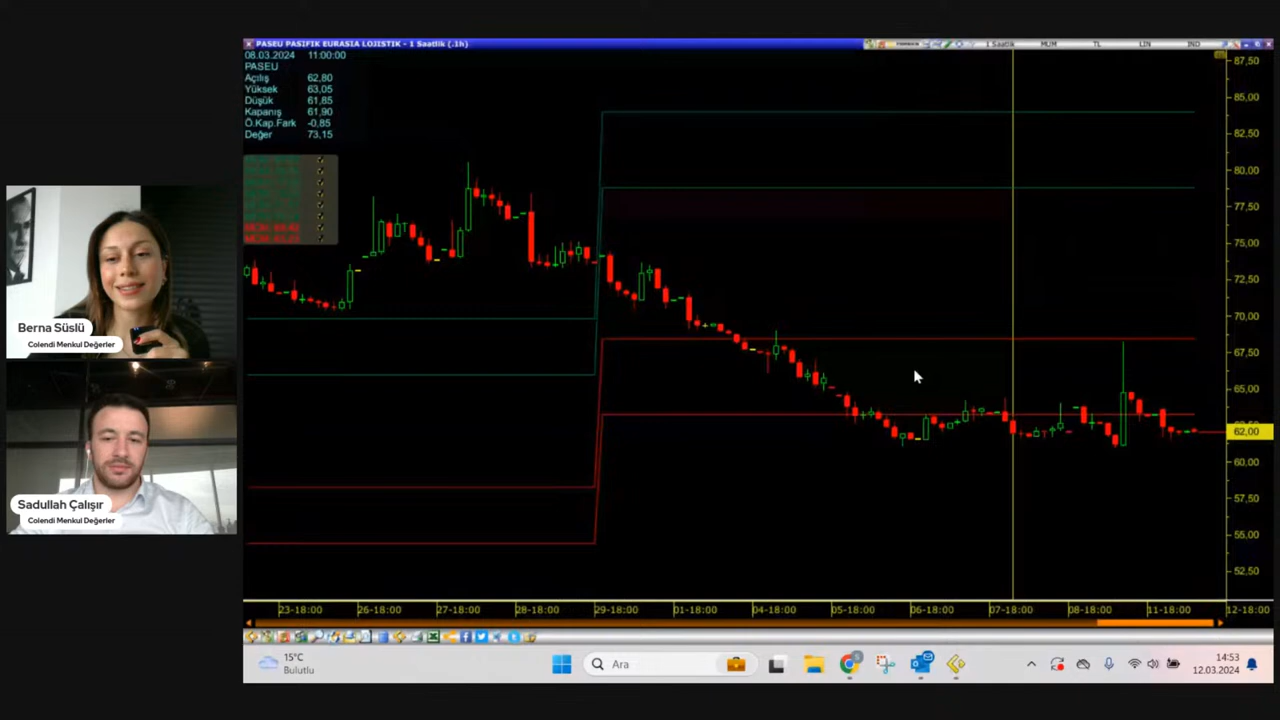 PASEU PASIFIK EURASIA LOJISTIK - 1 Saatlik (.1h)
1 Saatlik MUM TL LIN IND
08.03.2024 11:00:00
PASEU
Açılış 62,80
Yüksek 63,05
Düşük 61,85
Kapanış 61,90
Ö.Kap.Fark -0,85
Değer 73,15
87,50
85,00
82,50
80,00
77,50
75,00
72,50
70,00
67,50
65,00
62,00
60,00
57,50
55,00
52,50
Berna Süslü
Colendi Menkul Değerler
Sadullah Çalışır
Colendi Menkul Değerler
23-18:00 26-18:00 27-18:00 28-18:00 29-18:00 01-18:00 04-18:00 05-18:00 06-18:00 07-18:00 08-18:00 11-18:00 12-18:00
15°C
Bulutlu
Ara
14:53
12.03.2024